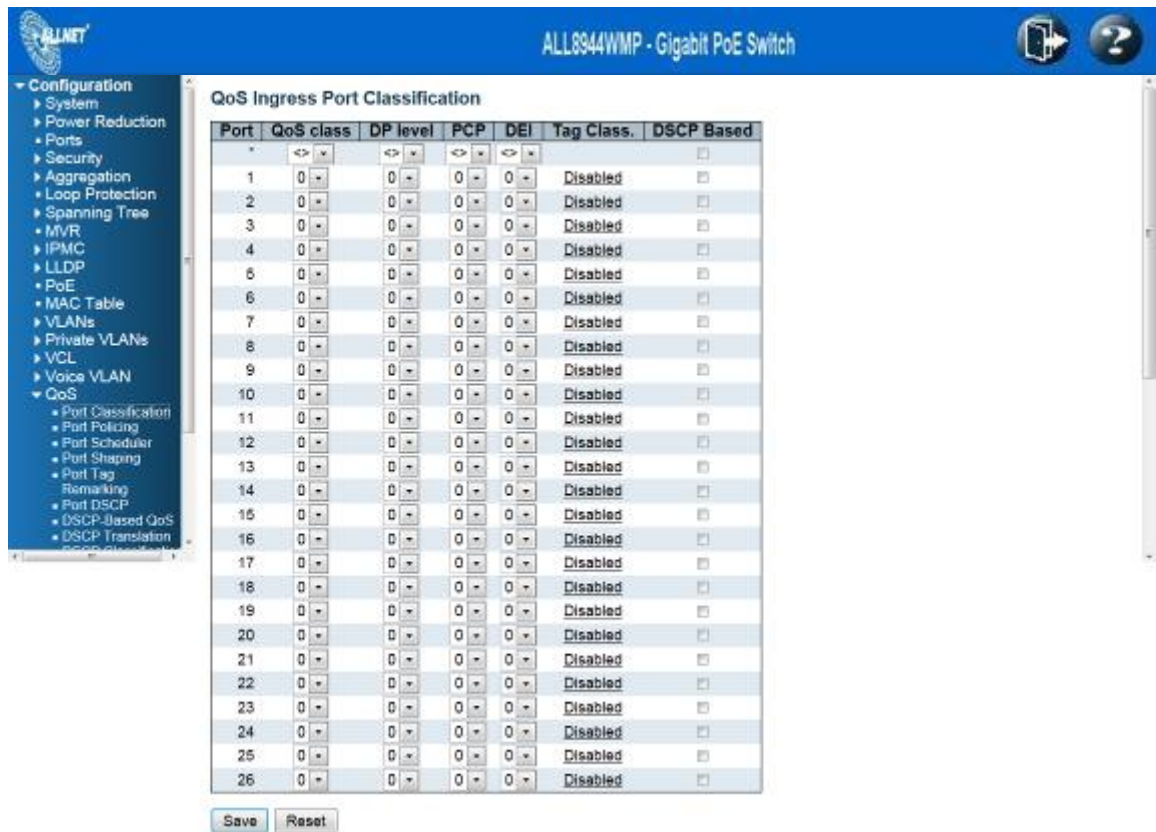 ALLNET
ALL8944WMP - Gigabit PoE Switch
Configuration
System
Power Reduction
Ports
Security
Aggregation
Loop Protection
Spanning Tree
MVR
IPMC
LLDP
PoE
MAC Table
VLANs
Private VLANs
VCL
Voice VLAN
QoS
Port Classification
Port Policing
Port Scheduler
Port Shaping
Port Tag
Remarking
Port DSCP
DSCP-Based QoS
DSCP Translation
QoS Ingress Port Classification
Port QoS class DP level PCP DEI Tag Class. DSCP Based
* <> <> <> <>
1 0 0 0 0 Disabled
2 0 0 0 0 Disabled
3 0 0 0 0 Disabled
4 0 0 0 0 Disabled
5 0 0 0 0 Disabled
6 0 0 0 0 Disabled
7 0 0 0 0 Disabled
8 0 0 0 0 Disabled
9 0 0 0 0 Disabled
10 0 0 0 0 Disabled
11 0 0 0 0 Disabled
12 0 0 0 0 Disabled
13 0 0 0 0 Disabled
14 0 0 0 0 Disabled
15 0 0 0 0 Disabled
16 0 0 0 0 Disabled
17 0 0 0 0 Disabled
18 0 0 0 0 Disabled
19 0 0 0 0 Disabled
20 0 0 0 0 Disabled
21 0 0 0 0 Disabled
22 0 0 0 0 Disabled
23 0 0 0 0 Disabled
24 0 0 0 0 Disabled
25 0 0 0 0 Disabled
26 0 0 0 0 Disabled
Save Reset